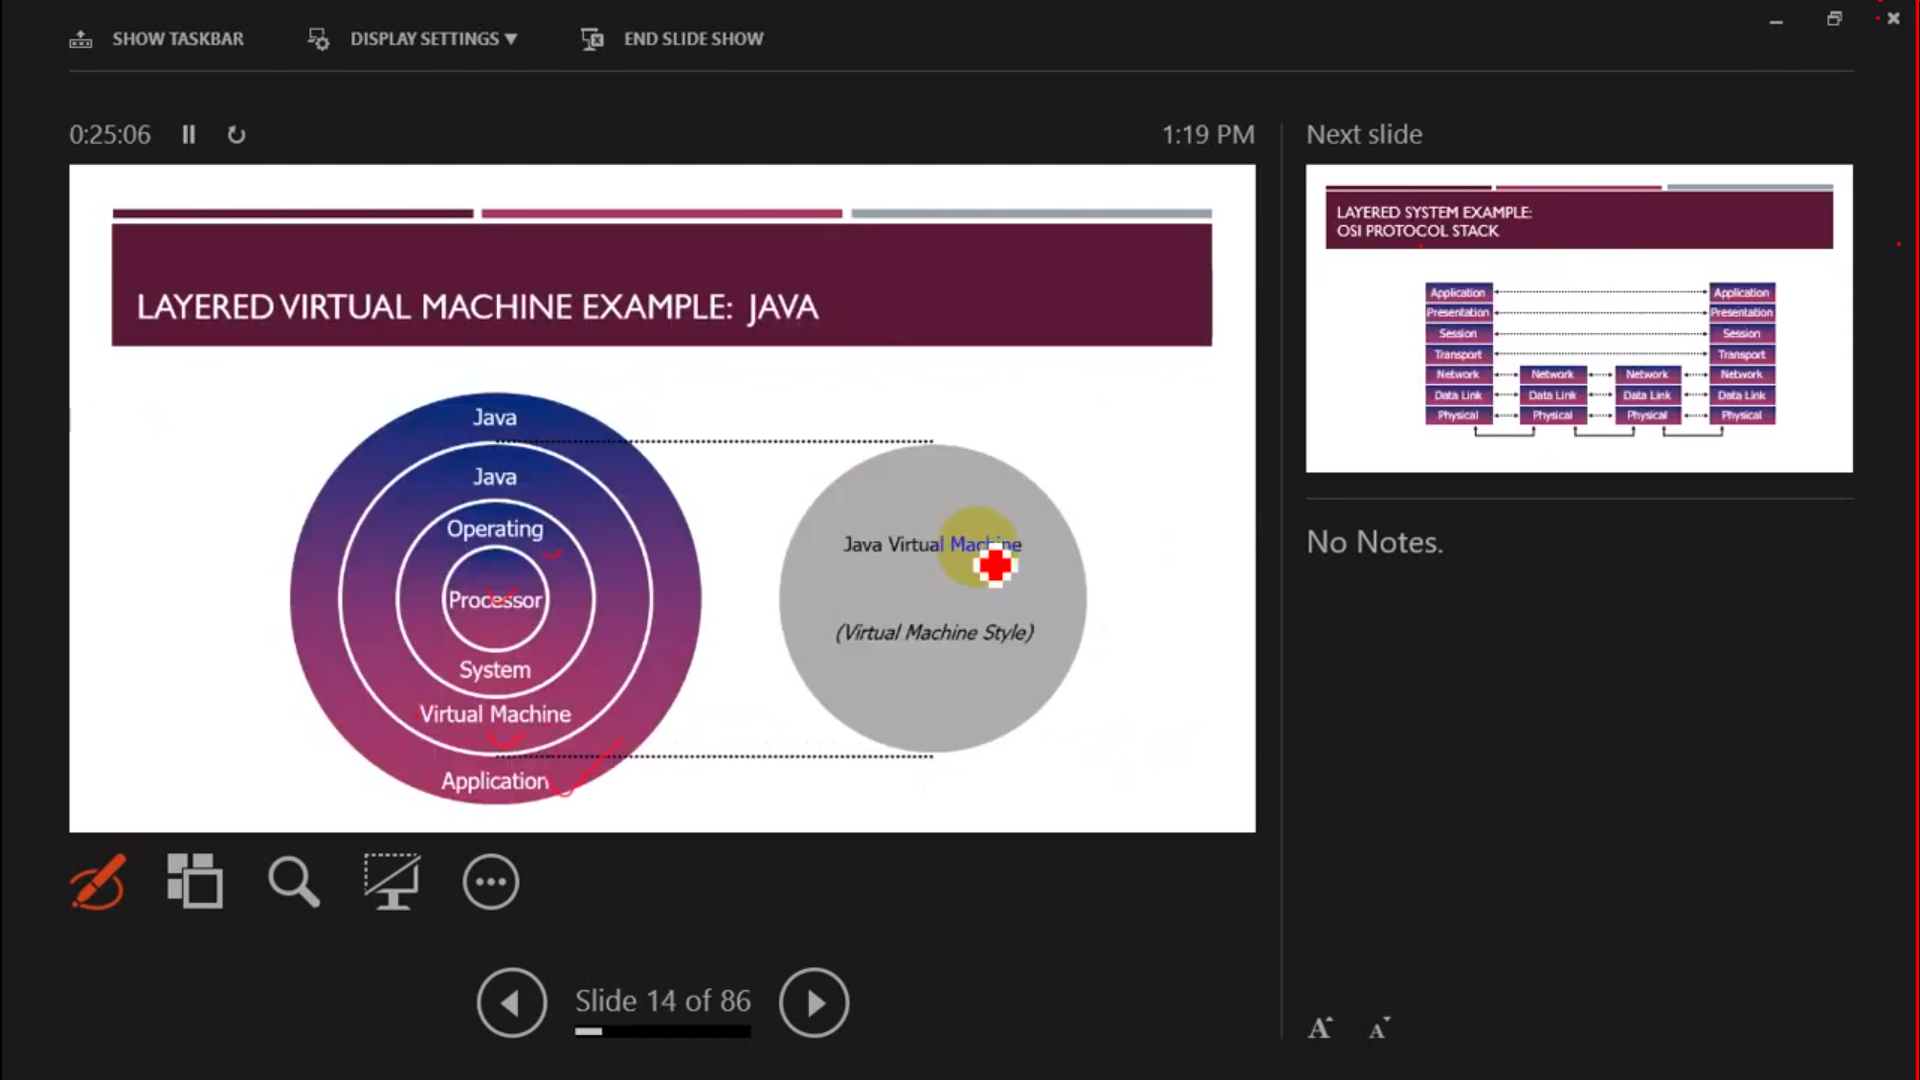 SHOW TASKBAR
DISPLAY SETTINGS
END SLIDE SHOW
0:25:06
1:19 PM
Next slide
LAYERED VIRTUAL MACHINE EXAMPLE: JAVA
Java
Java
Operating
Processor
System
Virtual Machine
Application
Java Virtual Machine
(Virtual Machine Style)
LAYERED SYSTEM EXAMPLE:
OSI PROTOCOL STACK
Application Application
Presentation Presentation
Session Session
Transport Transport
Network Network Network Network
Data Link Data Link Data Link Data Link
Physical Physical Physical Physical
No Notes.
Slide 14 of 86
A A